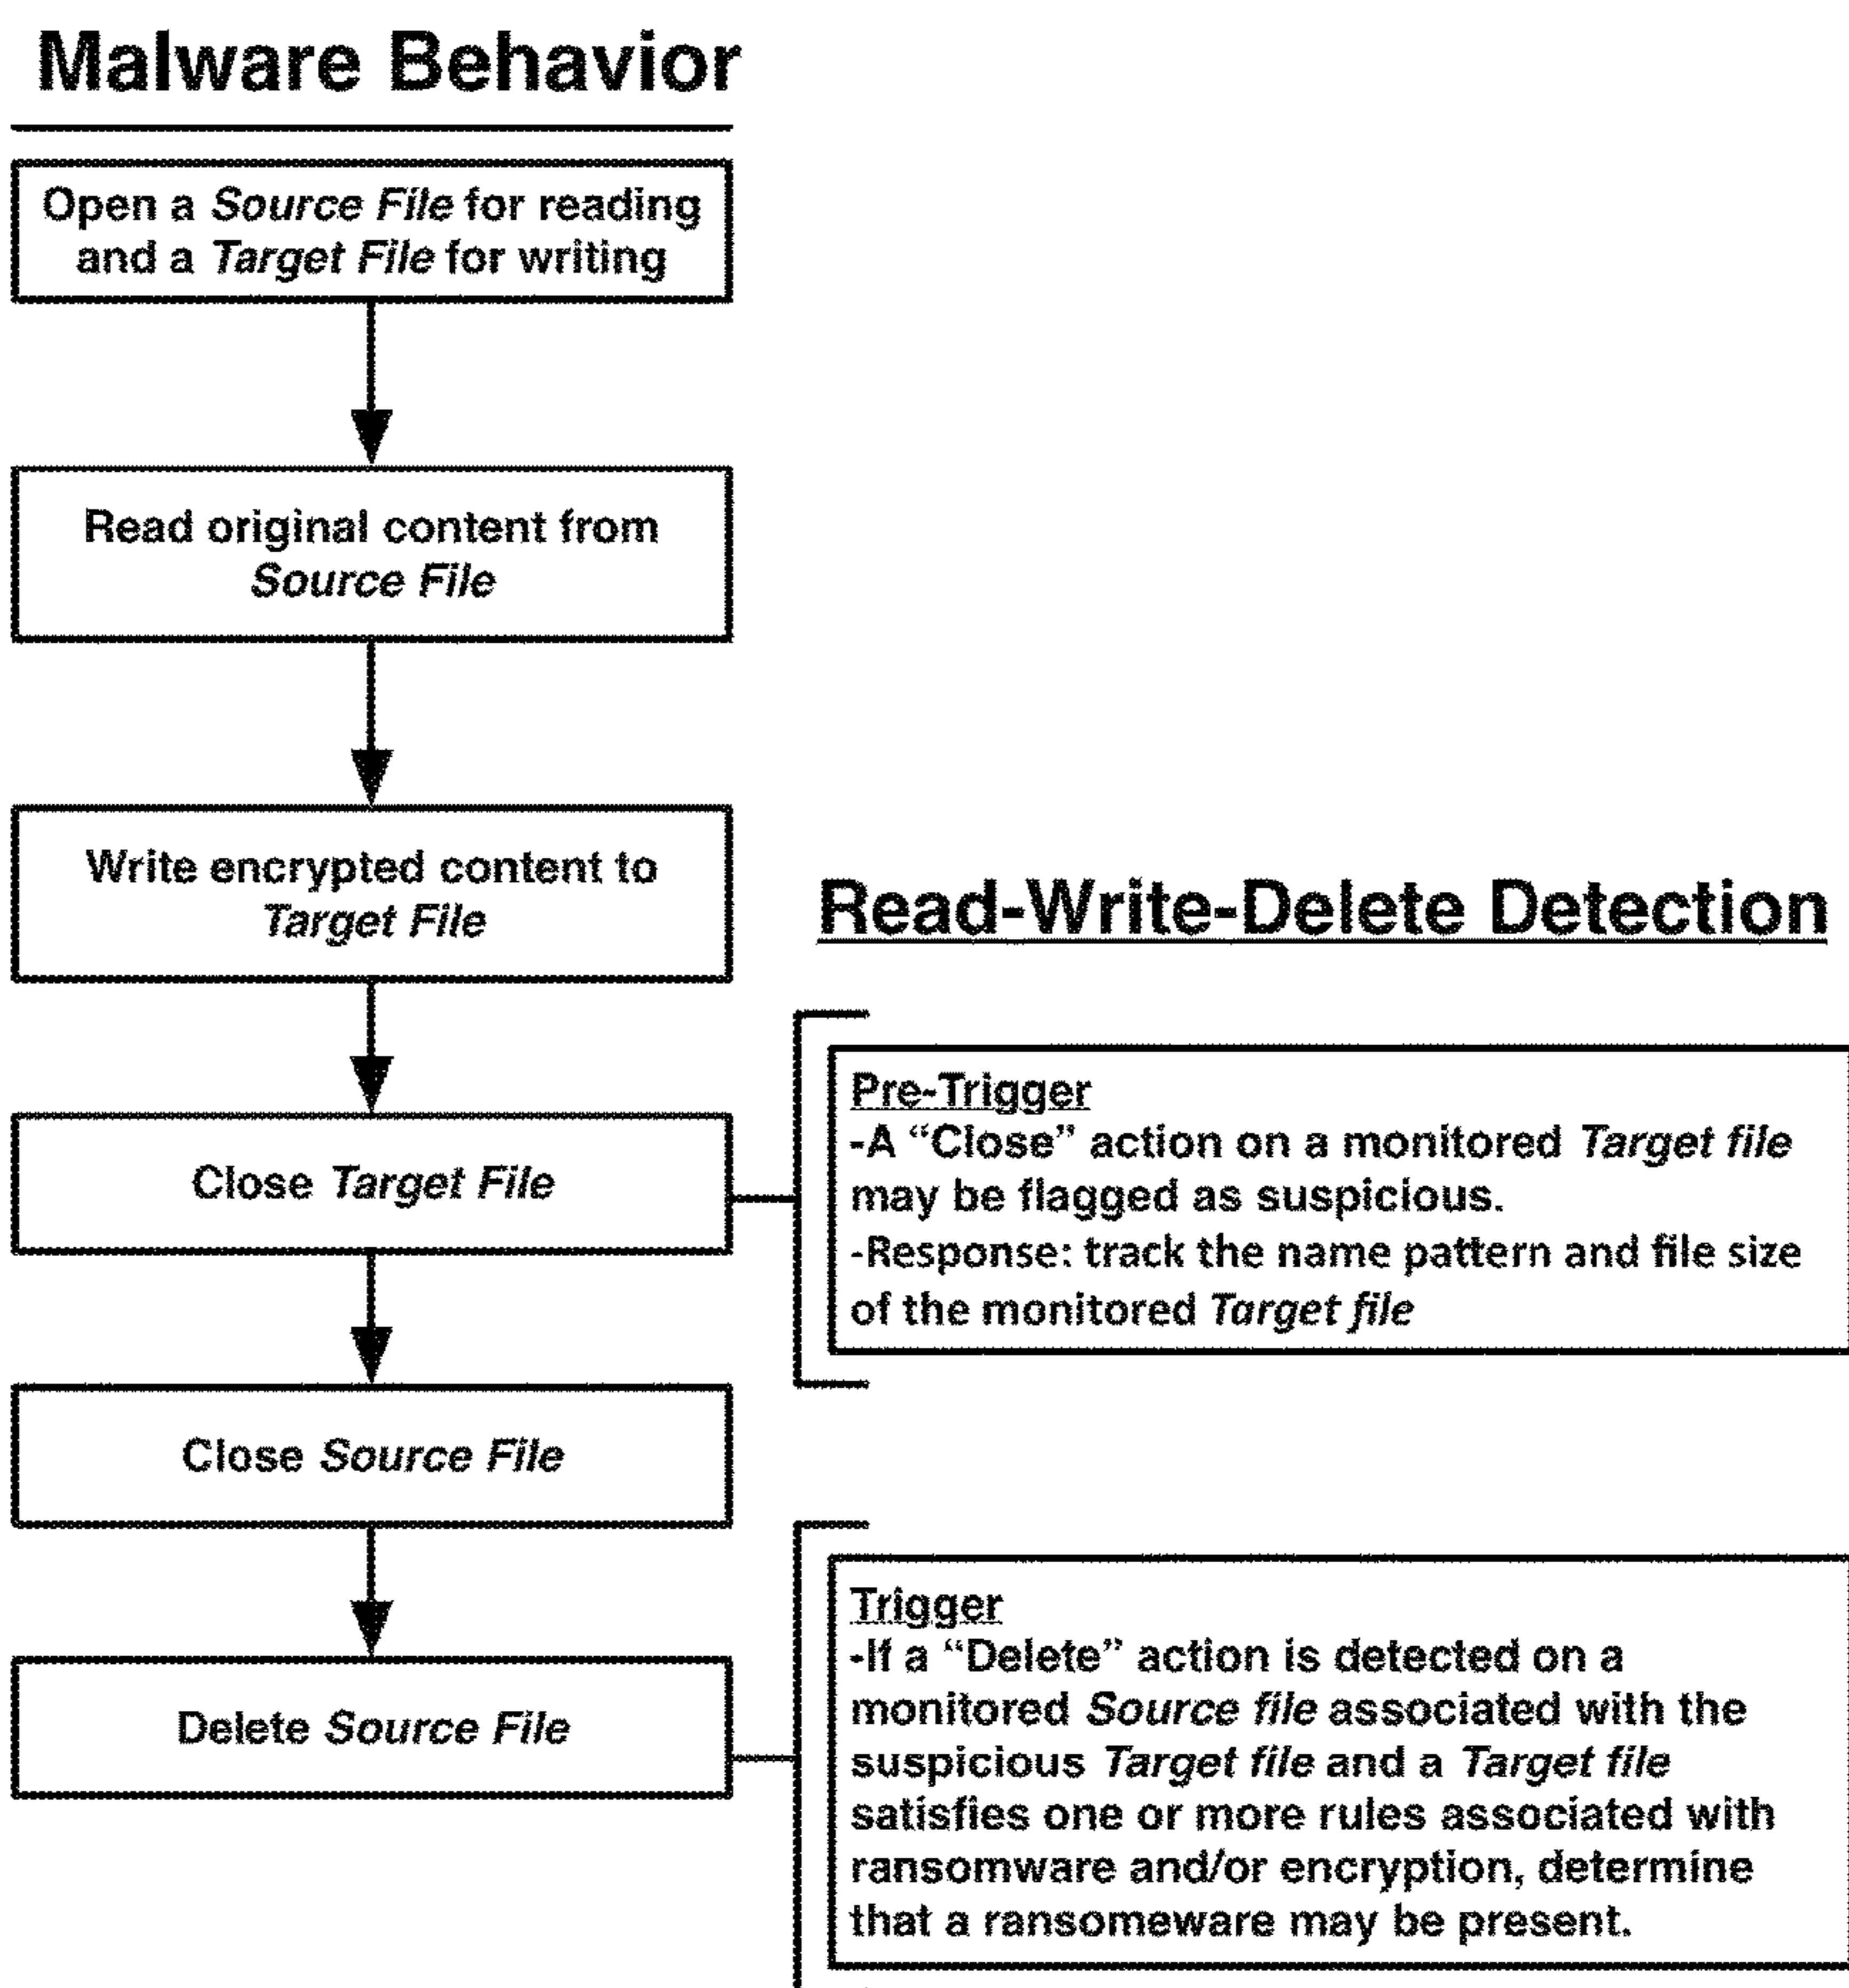 Malware Behavior
Open a Source File for reading
and a Target File for writing
Read original content from
Source File
Write encrypted content to
Target File
Read-Write-Delete Detection
Close Target File
Pre-Trigger
-A “Close” action on a monitored Target file
may be flagged as suspicious.
-Response: track the name pattern and file size
of the monitored Target file
Close Source File
Delete Source File
Trigger
-If a “Delete” action is detected on a
monitored Source file associated with the
suspicious Target file and a Target file
satisfies one or more rules associated with
ransomware and/or encryption, determine
that a ransomeware may be present.